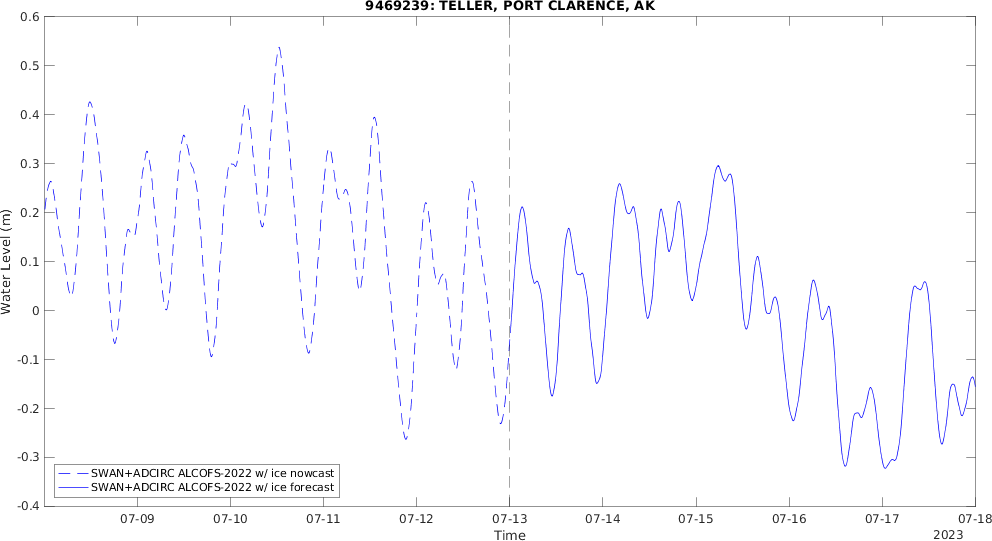 9469239: TELLER, PORT CLARENCE, AK
0.6
0.5
0.4
0.3
0.2
0.1
0
-0.1
-0.2
-0.3
-0.4
Water Level (m)
SWAN+ADCIRC ALCOFS-2022 w/ ice nowcast
SWAN+ADCIRC ALCOFS-2022 w/ ice forecast
07-09 07-10 07-11 07-12 07-13 07-14 07-15 07-16 07-17 07-18
Time
2023